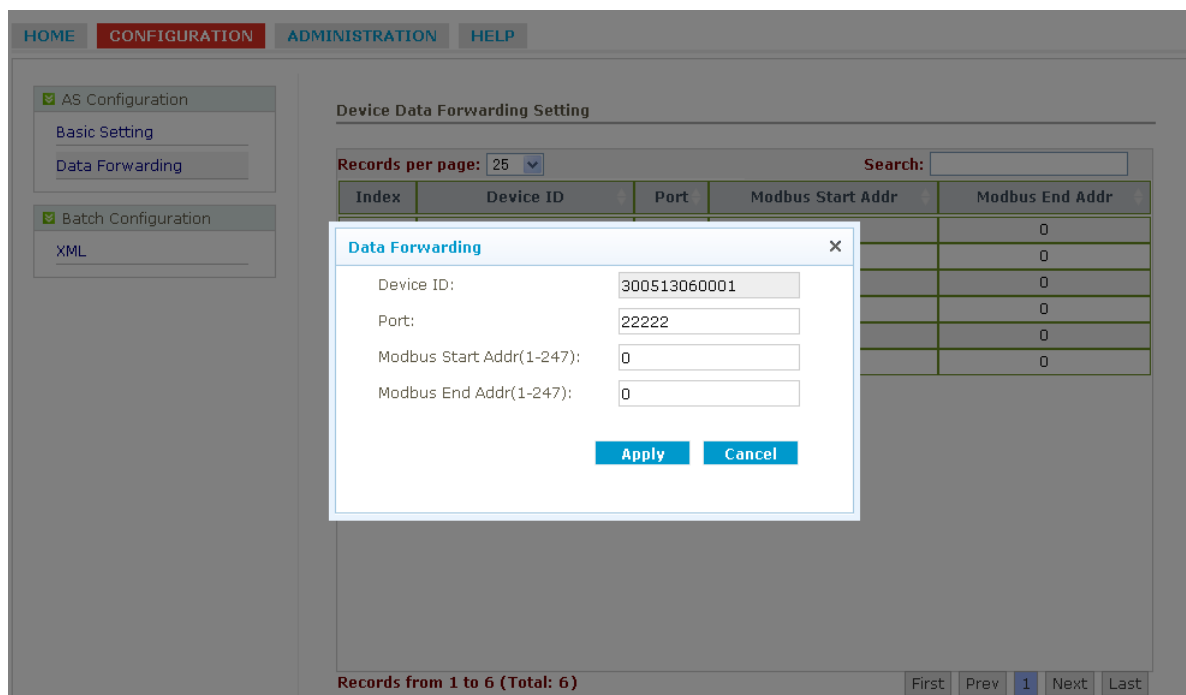 HOME CONFIGURATION ADMINISTRATION HELP
AS Configuration
Basic Setting
Data Forwarding
Batch Configuration
XML
Device Data Forwarding Setting
Records per page: 25 Search:
Index Device ID Port Modbus Start Addr Modbus End Addr
0
0
0
0
0
0
Data Forwarding ×
Device ID: 300513060001
Port: 22222
Modbus Start Addr(1-247): 0
Modbus End Addr(1-247): 0
Apply Cancel
Records from 1 to 6 (Total: 6) First Prev 1 Next Last